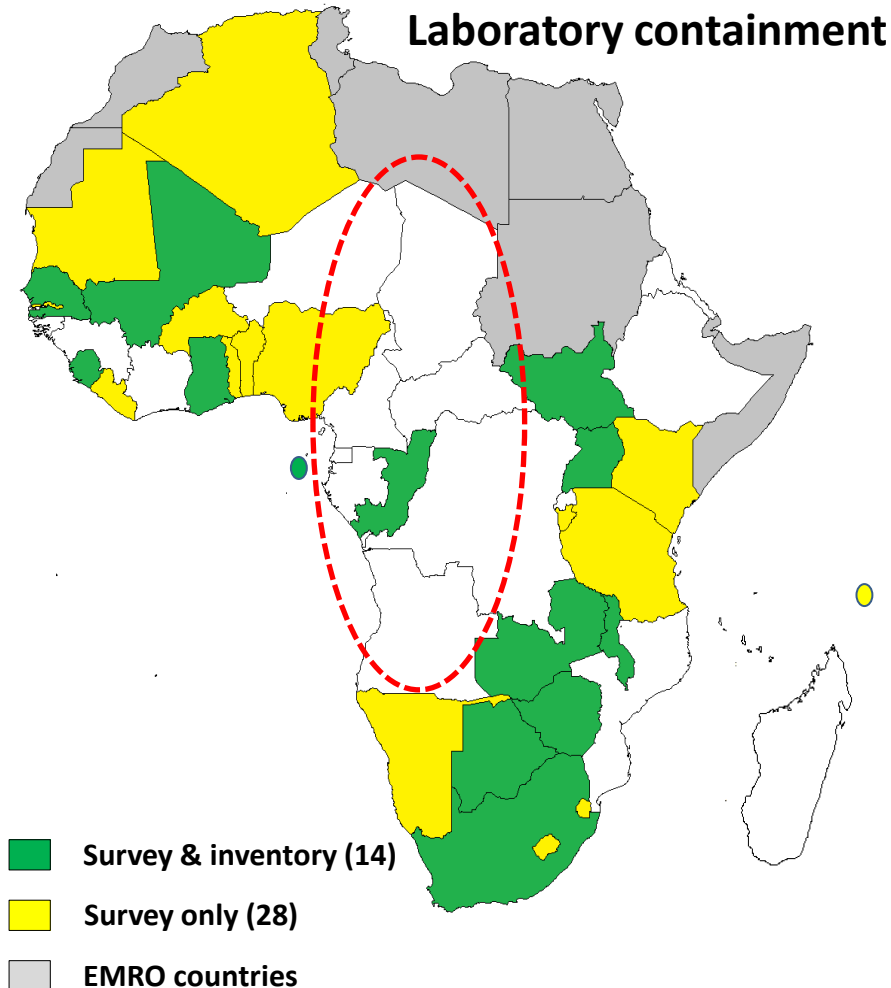 Laboratory containment
Survey & inventory (14)
Survey only (28)
EMRO countries